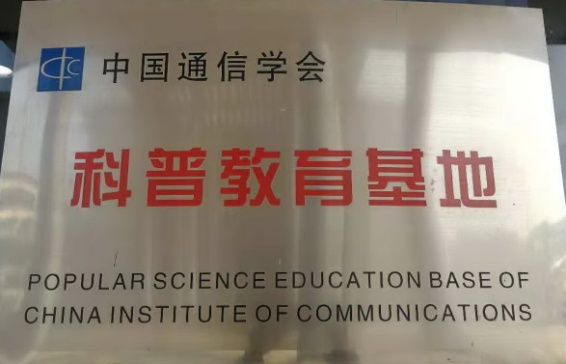 中国通信学会
科普教育基地
POPULAR SCIENCE EDUCATION BASE OF
CHINA INSTITUTE OF COMMUNICATIONS